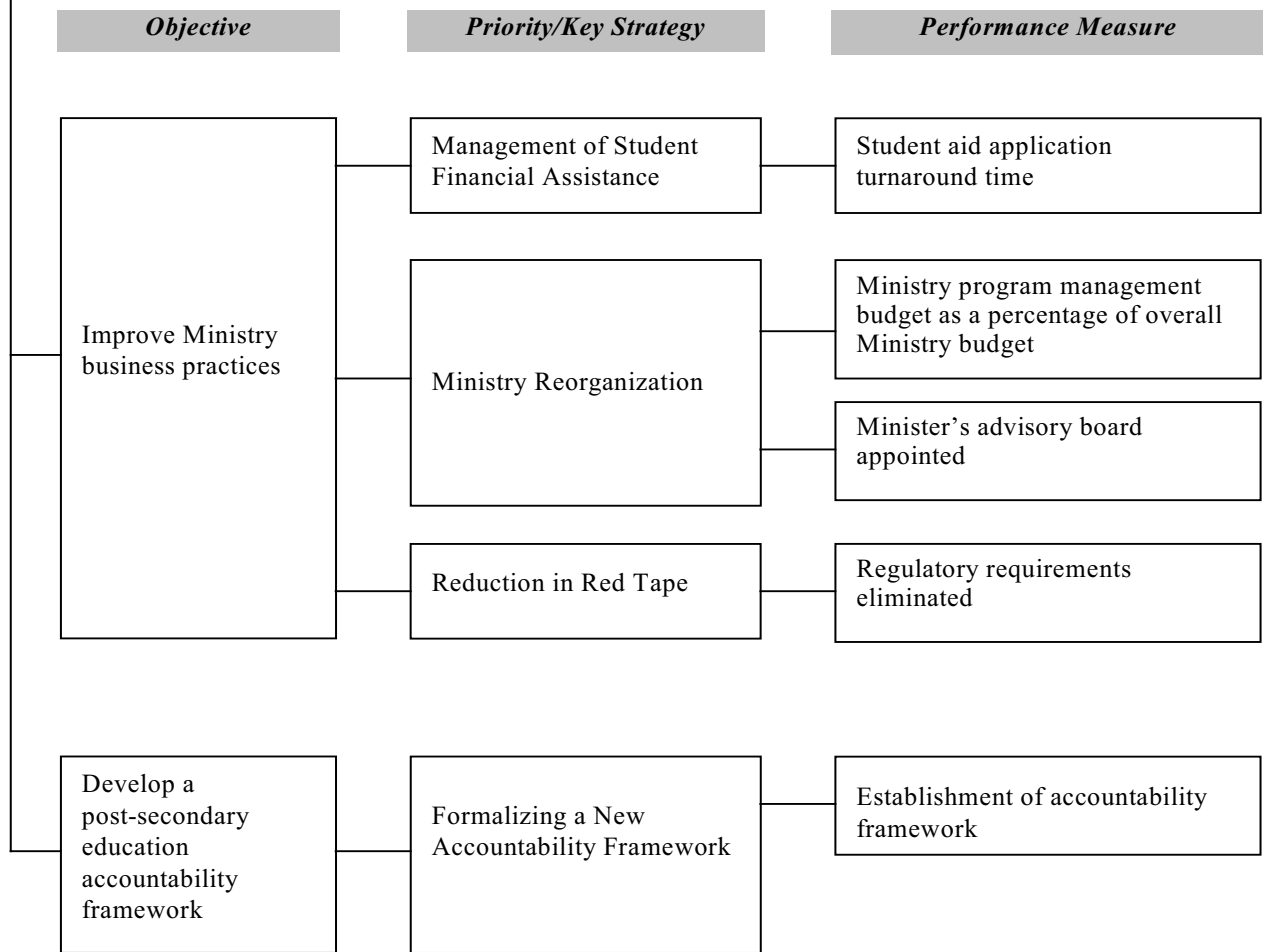 Objective
Priority/Key Strategy
Performance Measure
Improve Ministry
business practices
Management of Student
Financial Assistance
Student aid application
turnaround time
Ministry Reorganization
Ministry program management
budget as a percentage of overall
Ministry budget
Minister’s advisory board
appointed
Reduction in Red Tape
Regulatory requirements
eliminated
Develop a
post-secondary
education
accountability
framework
Formalizing a New
Accountability Framework
Establishment of accountability
framework